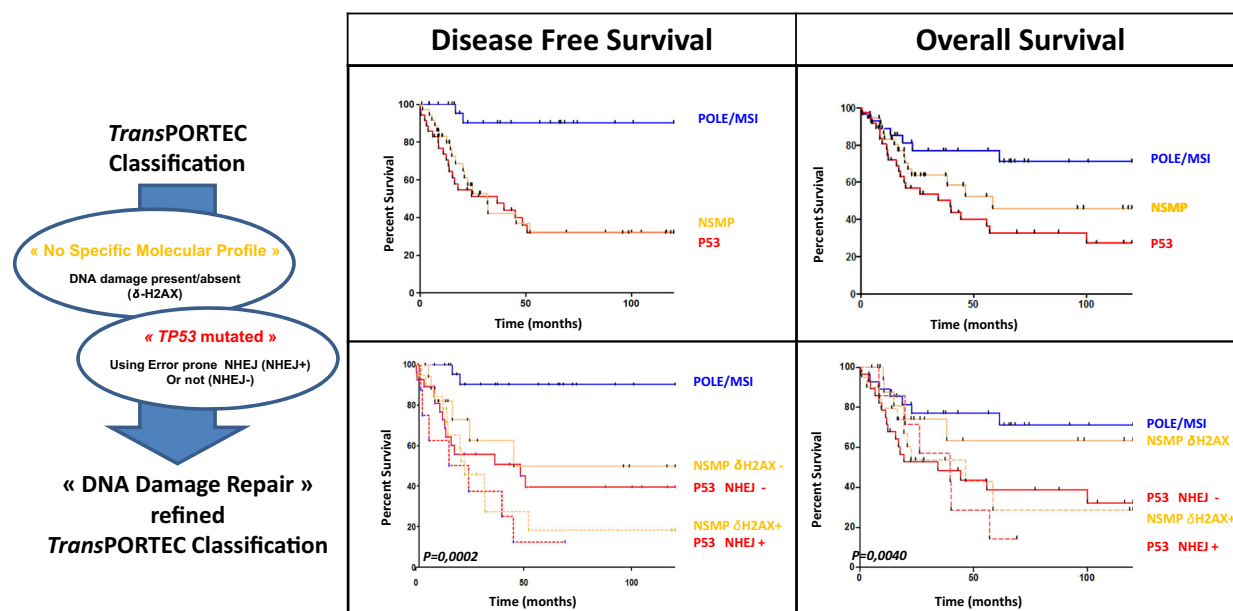 Disease Free Survival
Overall Survival
TransPORTEC
Classification
« No Specific Molecular Profile »
DNA damage present/absent
(δ-H2AX)
« TP53 mutated »
Using Error prone NHEJ (NHEJ+)
Or not (NHEJ-)
« DNA Damage Repair »
refined
TransPORTEC Classification
Percent Survival
100
80
60
40
20
0
0
100
Time (months)
POLE/MSI
NSMP
P53
Percent Survival
100
80
60
40
20
0
0
50
100
Time (months)
POLE/MSI
NSMP
P53
Percent Survival
100
80
60
40
20
0
0
100
Time (months)
P=0,0002
POLE/MSI
NSMP δH2AX -
P53 NHEJ -
NSMP δH2AX+
P53 NHEJ +
Percent Survival
100
80
60
40
20
0
0
50
100
Time (months)
P=0,0040
POLE/MSI
NSMP δH2AX -
P53 NHEJ -
NSMP δH2AX+
P53 NHEJ +